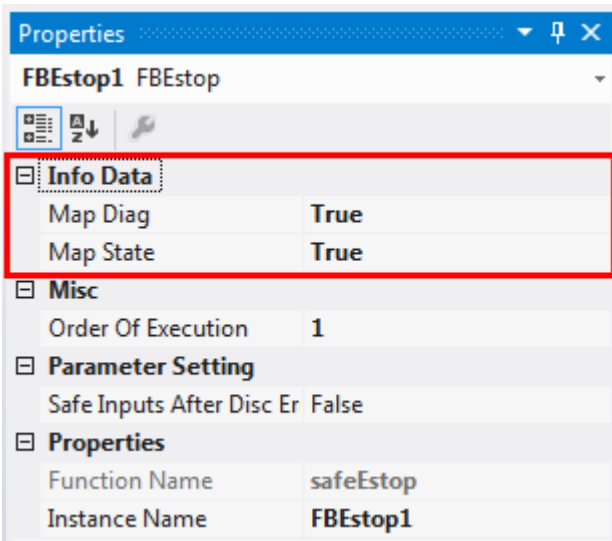 Properties
FBEstop1 FBEstop
Info Data
Map Diag True
Map State True
Misc
Order Of Execution 1
Parameter Setting
Safe Inputs After Disc Er False
Properties
Function Name safeEstop
Instance Name FBEstop1